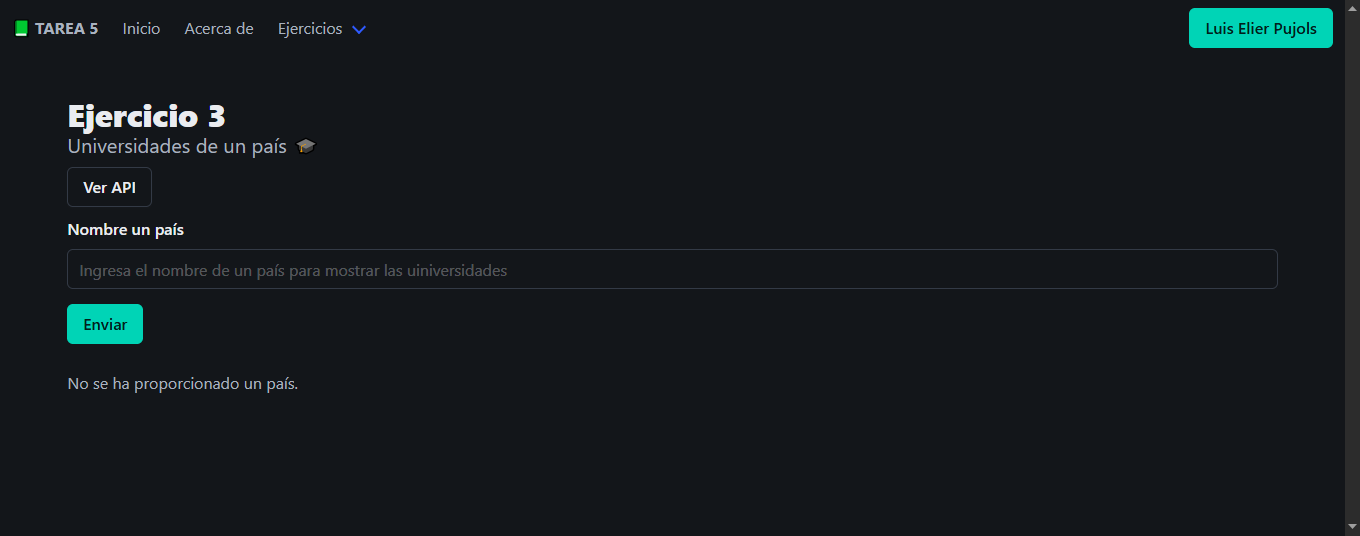 TAREA 5 Inicio Acerca de Ejercicios Luis Elier Pujols
Ejercicio 3
Universidades de un país
Ver API
Nombre un país
Ingresa el nombre de un país para mostrar las uiniversidades
Enviar
No se ha proporcionado un país.